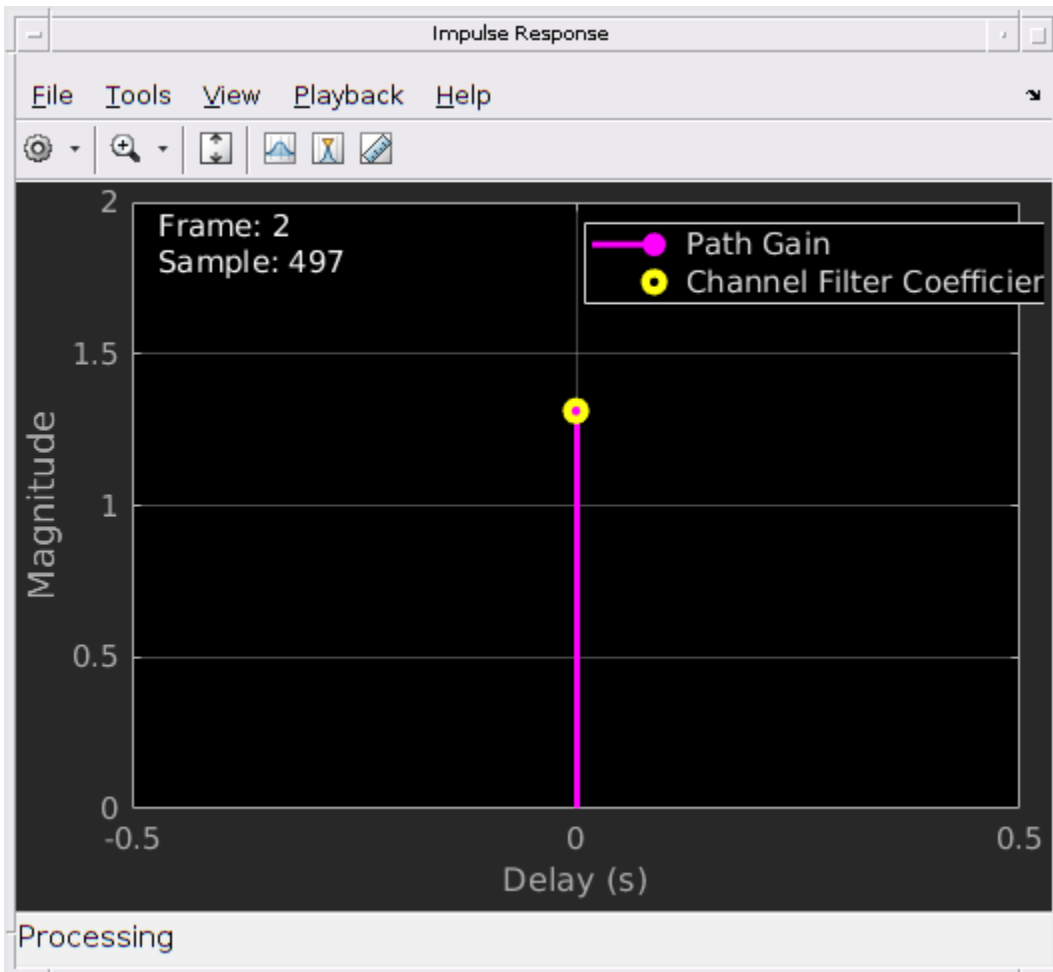 Impulse Response
File Tools View Playback Help
Frame: 2
Sample: 497
Path Gain
Channel Filter Coefficier
2
1.5
1
0.5
0
Magnitude
-0.5 0 0.5
Delay (s)
Processing